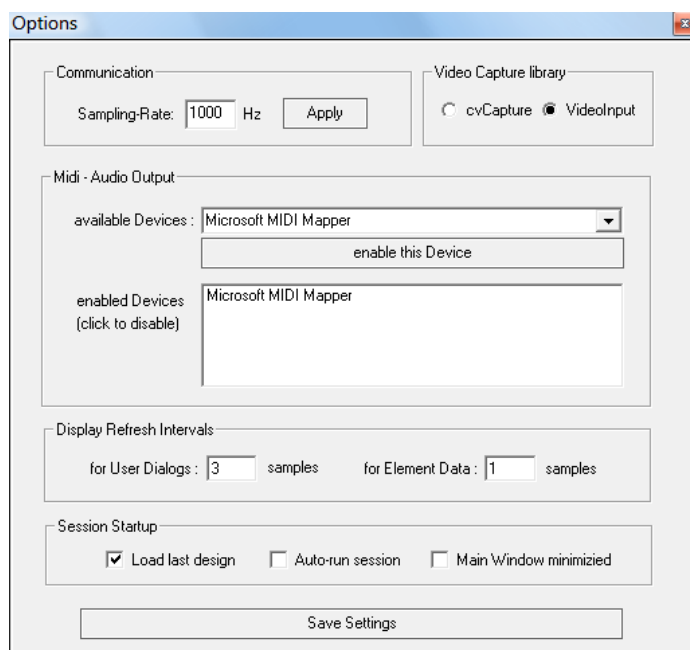 Options
Communication
Sampling-Rate: 1000 Hz Apply
Video Capture library
cvCapture VideoInput
Midi - Audio Output
available Devices : Microsoft MIDI Mapper
enable this Device
enabled Devices
(click to disable)
Microsoft MIDI Mapper
Display Refresh Intervals
for User Dialogs : 3 samples for Element Data : 1 samples
Session Startup
Load last design Auto-run session Main Window minimizied
Save Settings